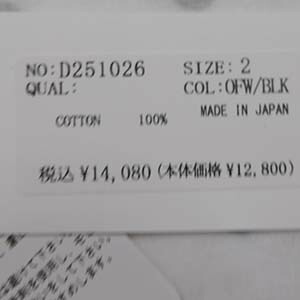 NO:D251026 SIZE: 2
QUAL: COL:OFW/BLK
COTTON 100% MADE IN JAPAN
税込 ¥14,080 (本体価格 ¥12,800)